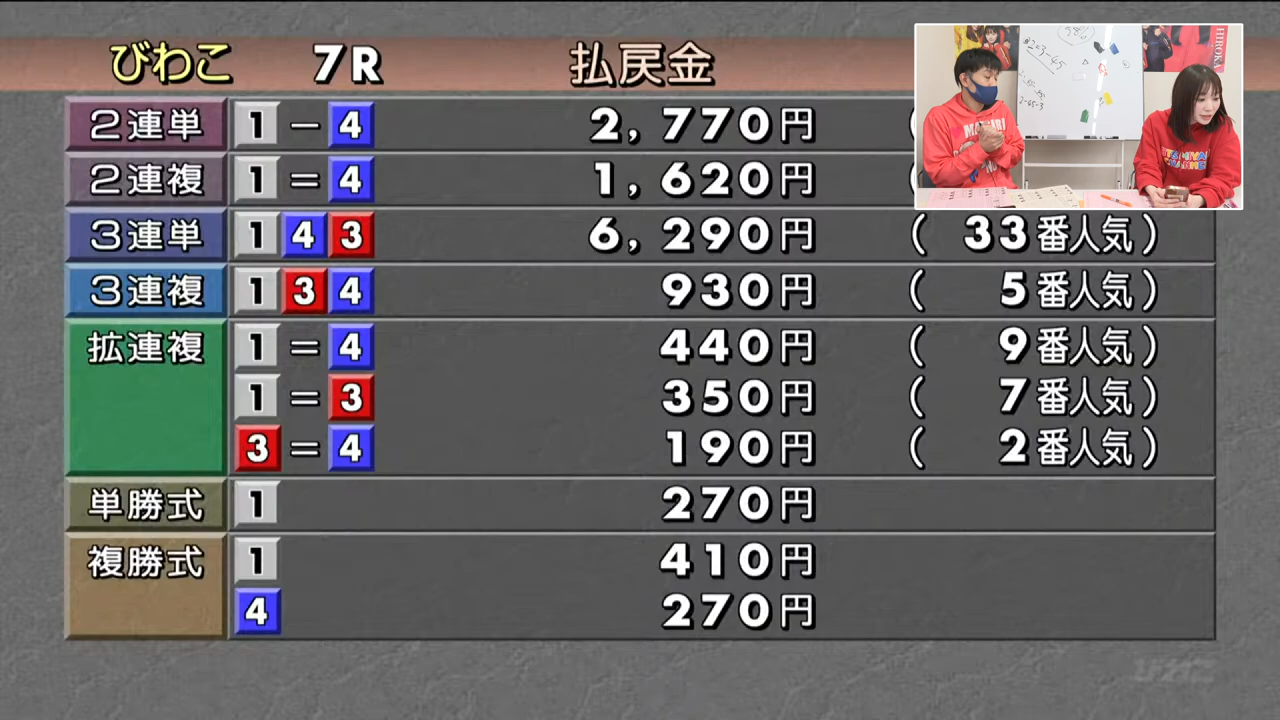 びわこ 7R 払戻金
2連単 1 － 4 2,770円 (
2連複 1 ＝ 4 1,620円 (
3連単 1 4 3 6,290円 ( 33番人気 )
3連複 1 3 4 930円 ( 5番人気 )
拡連複 1 ＝ 4 440円 ( 9番人気 )
1 ＝ 3 350円 ( 7番人気 )
3 ＝ 4 190円 ( 2番人気 )
単勝式 1 270円
複勝式 1 410円
4 270円
HIROKA
びわこ